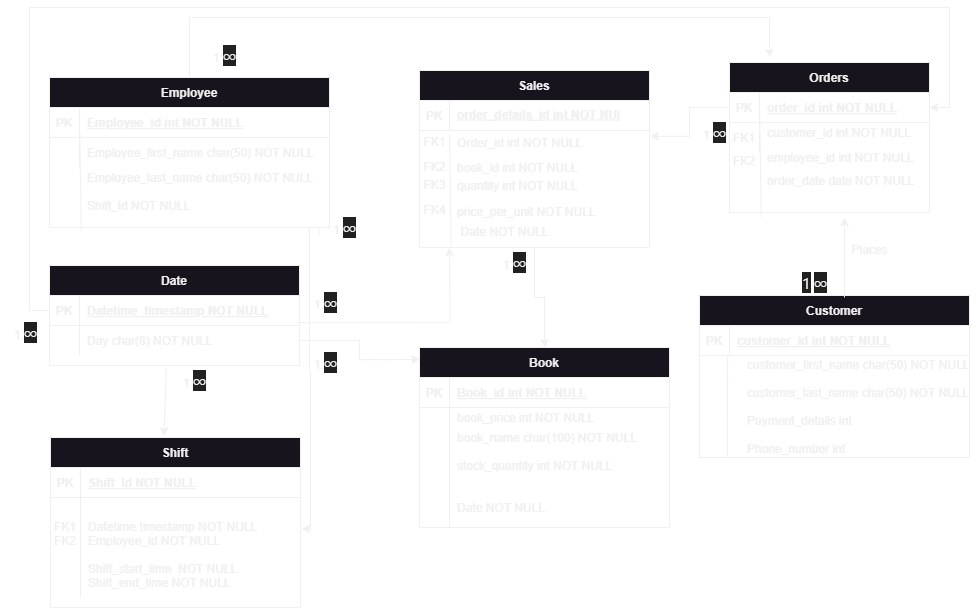 1 ∞
Employee
PK Employee_id int NOT NULL
Employee_first_name char(50) NOT NULL
Employee_last_name char(50) NOT NULL
Shift_id NOT NULL
1 ∞
Sales
PK order_details_id int NOT NUl
FK1 Order_id int NOT NULL
FK2 book_id int NOT NULL
FK3 quantity int NOT NULL
FK4 price_per_unit NOT NULL
Date NOT NULL
1 ∞
Orders
PK order_id int NOT NULL
FK1 customer_id int NOT NULL
FK2 employee_id int NOT NULL
order_date date NOT NULL
1 ∞
Places
1 ∞
Date
PK Datetime_timestamp NOT NULL
Day char(8) NOT NULL
1 ∞
1 ∞
1 ∞
1 ∞
Customer
PK customer_id int NOT NULL
customer_first_name char(50) NOT NULL
customer_last_name char(50) NOT NULL
Payment_details int
Phone_number int
Book
PK Book_id int NOT NULL
book_price int NOT NULL
book_name char(100) NOT NULL
stock_quantity int NOT NULL
Date NOT NULL
Shift
PK Shift_id NOT NULL
FK1 Datetime timestamp NOT NULL
FK2 Employee_id NOT NULL
Shift_start_time NOT NULL
Shift_end_time NOT NULL